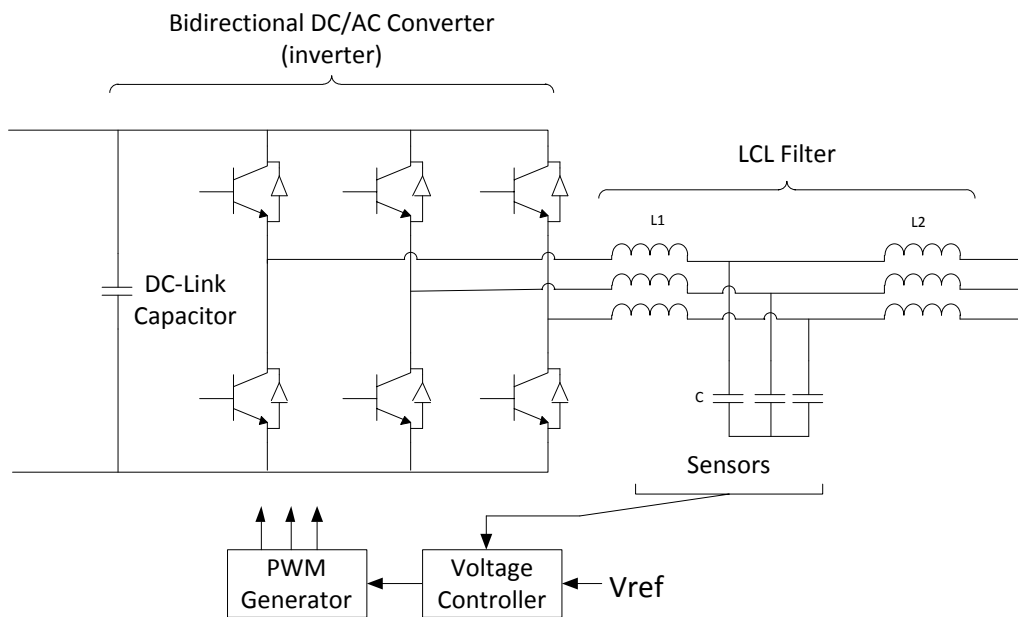 Bidirectional DC/AC Converter
(inverter)
LCL Filter
L1
L2
DC-Link
Capacitor
C
Sensors
PWM
Generator
Voltage
Controller
Vref